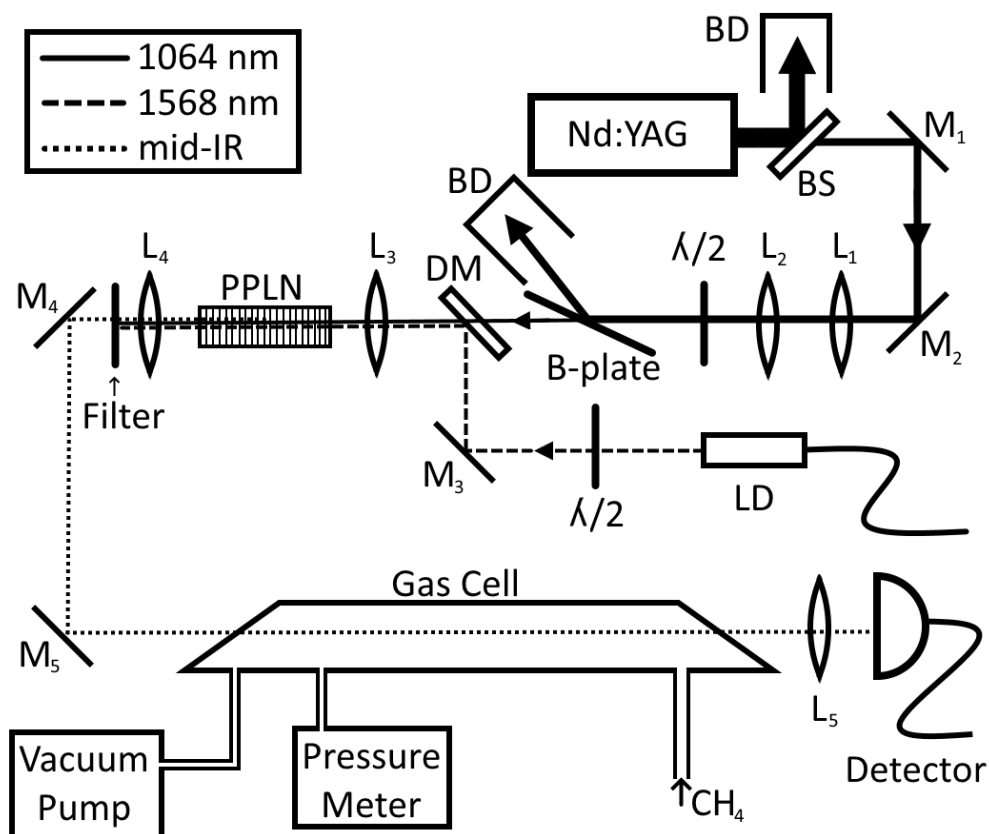 1064 nm
1568 nm
mid-IR
BD
Nd:YAG
M₁
BS
BD
λ/2
L₂
L₁
L₄
L₃
DM
M₄
PPLN
M₂
B-plate
↑
Filter
M₃
λ/2
LD
Gas Cell
M₅
L₅
Vacuum
Pump
Pressure
Meter
↑CH₄
Detector